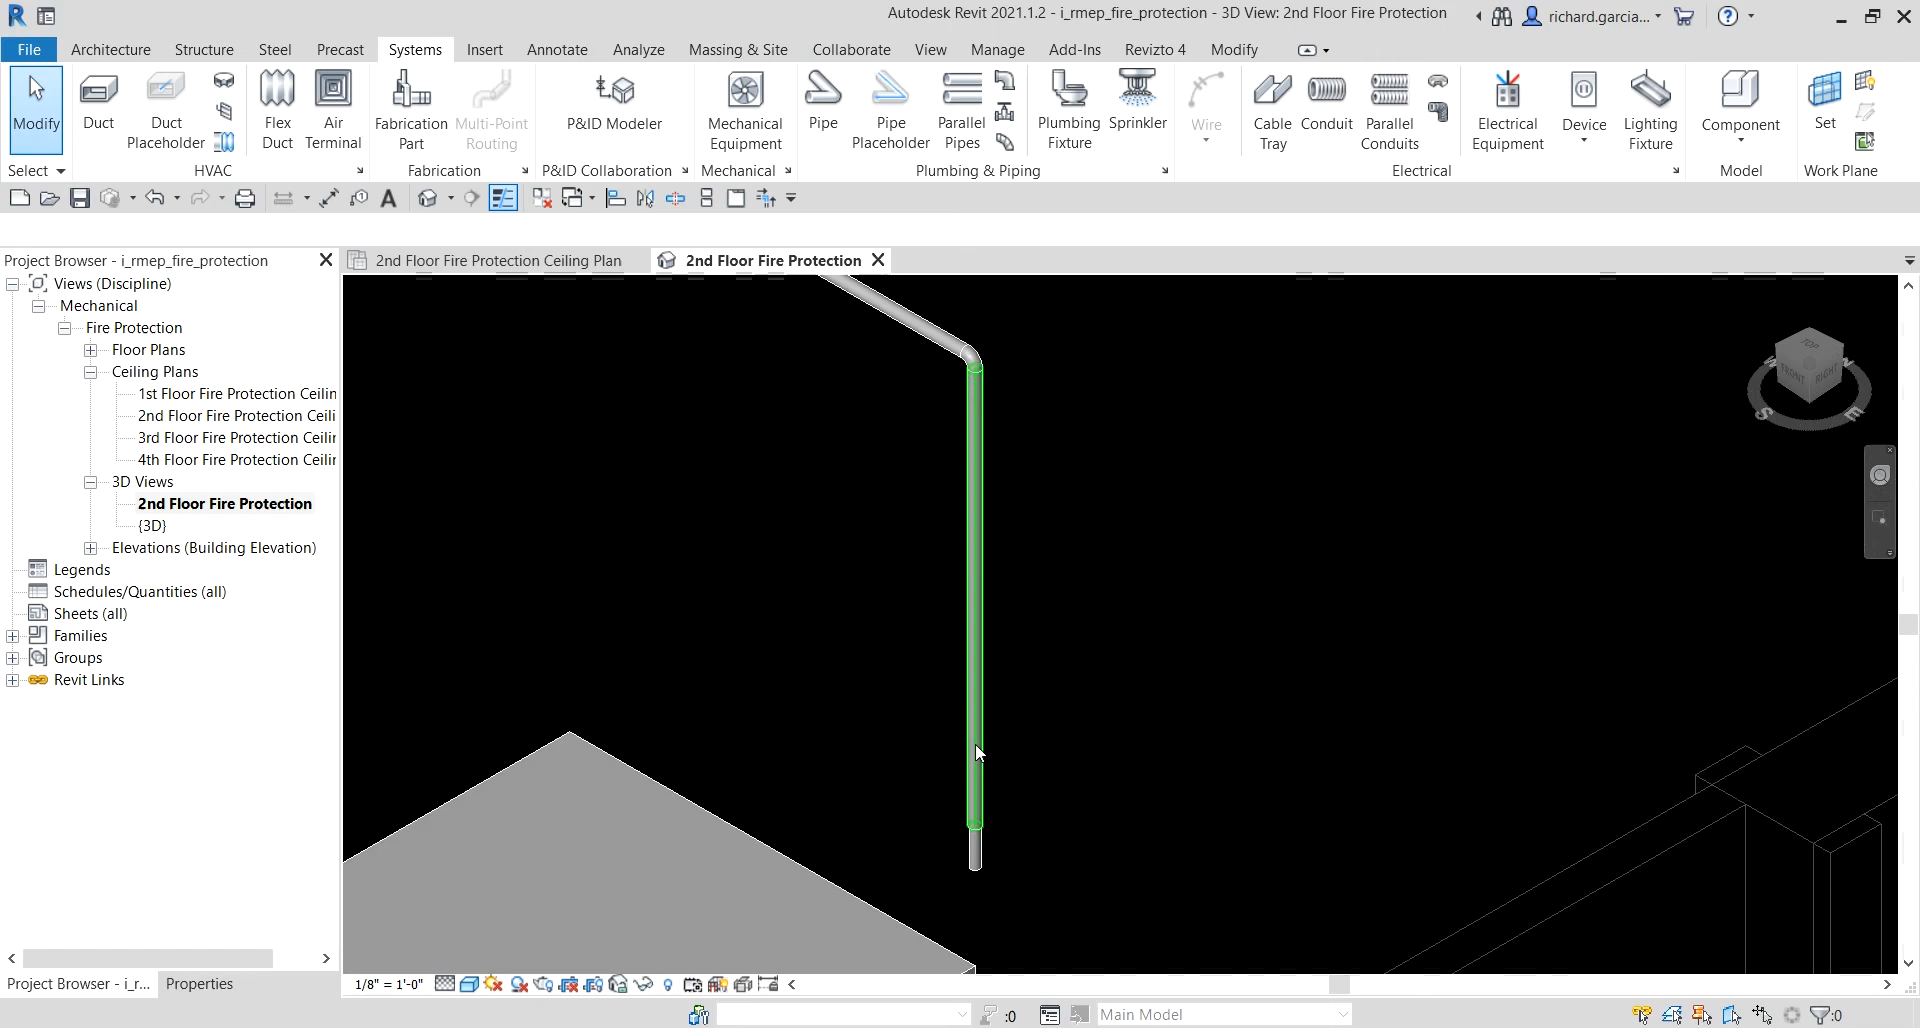 Autodesk Revit 2021.1.2 - i_rmep_fire_protection - 3D View: 2nd Floor Fire Protection
richard.garcia...
File Architecture Structure Steel Precast Systems Insert Annotate Analyze Massing & Site Collaborate View Manage Add-Ins Revizto 4 Modify
Modify
Duct
Duct Placeholder
Flex Duct
Air Terminal
Fabrication Part
Multi-Point Routing
P&ID Modeler
Mechanical Equipment
Pipe
Pipe Placeholder
Parallel Pipes
Plumbing Fixture
Sprinkler
Wire
Cable Tray
Conduit
Parallel Conduits
Electrical Equipment
Device
Lighting Fixture
Component
Set
Select HVAC Fabrication P&ID Collaboration Mechanical Plumbing & Piping Electrical Model Work Plane
Project Browser - i_rmep_fire_protection
2nd Floor Fire Protection Ceiling Plan
2nd Floor Fire Protection
Views (Discipline)
Mechanical
Fire Protection
Floor Plans
Ceiling Plans
1st Floor Fire Protection Ceilin
2nd Floor Fire Protection Ceili
3rd Floor Fire Protection Ceilin
4th Floor Fire Protection Ceilin
3D Views
2nd Floor Fire Protection
{3D}
Elevations (Building Elevation)
Legends
Schedules/Quantities (all)
Sheets (all)
Families
Groups
Revit Links
TOP
FRONT
RIGHT
W
N
S
E
Project Browser - i_r...
Properties
1/8" = 1'-0"
:0
Main Model
:0